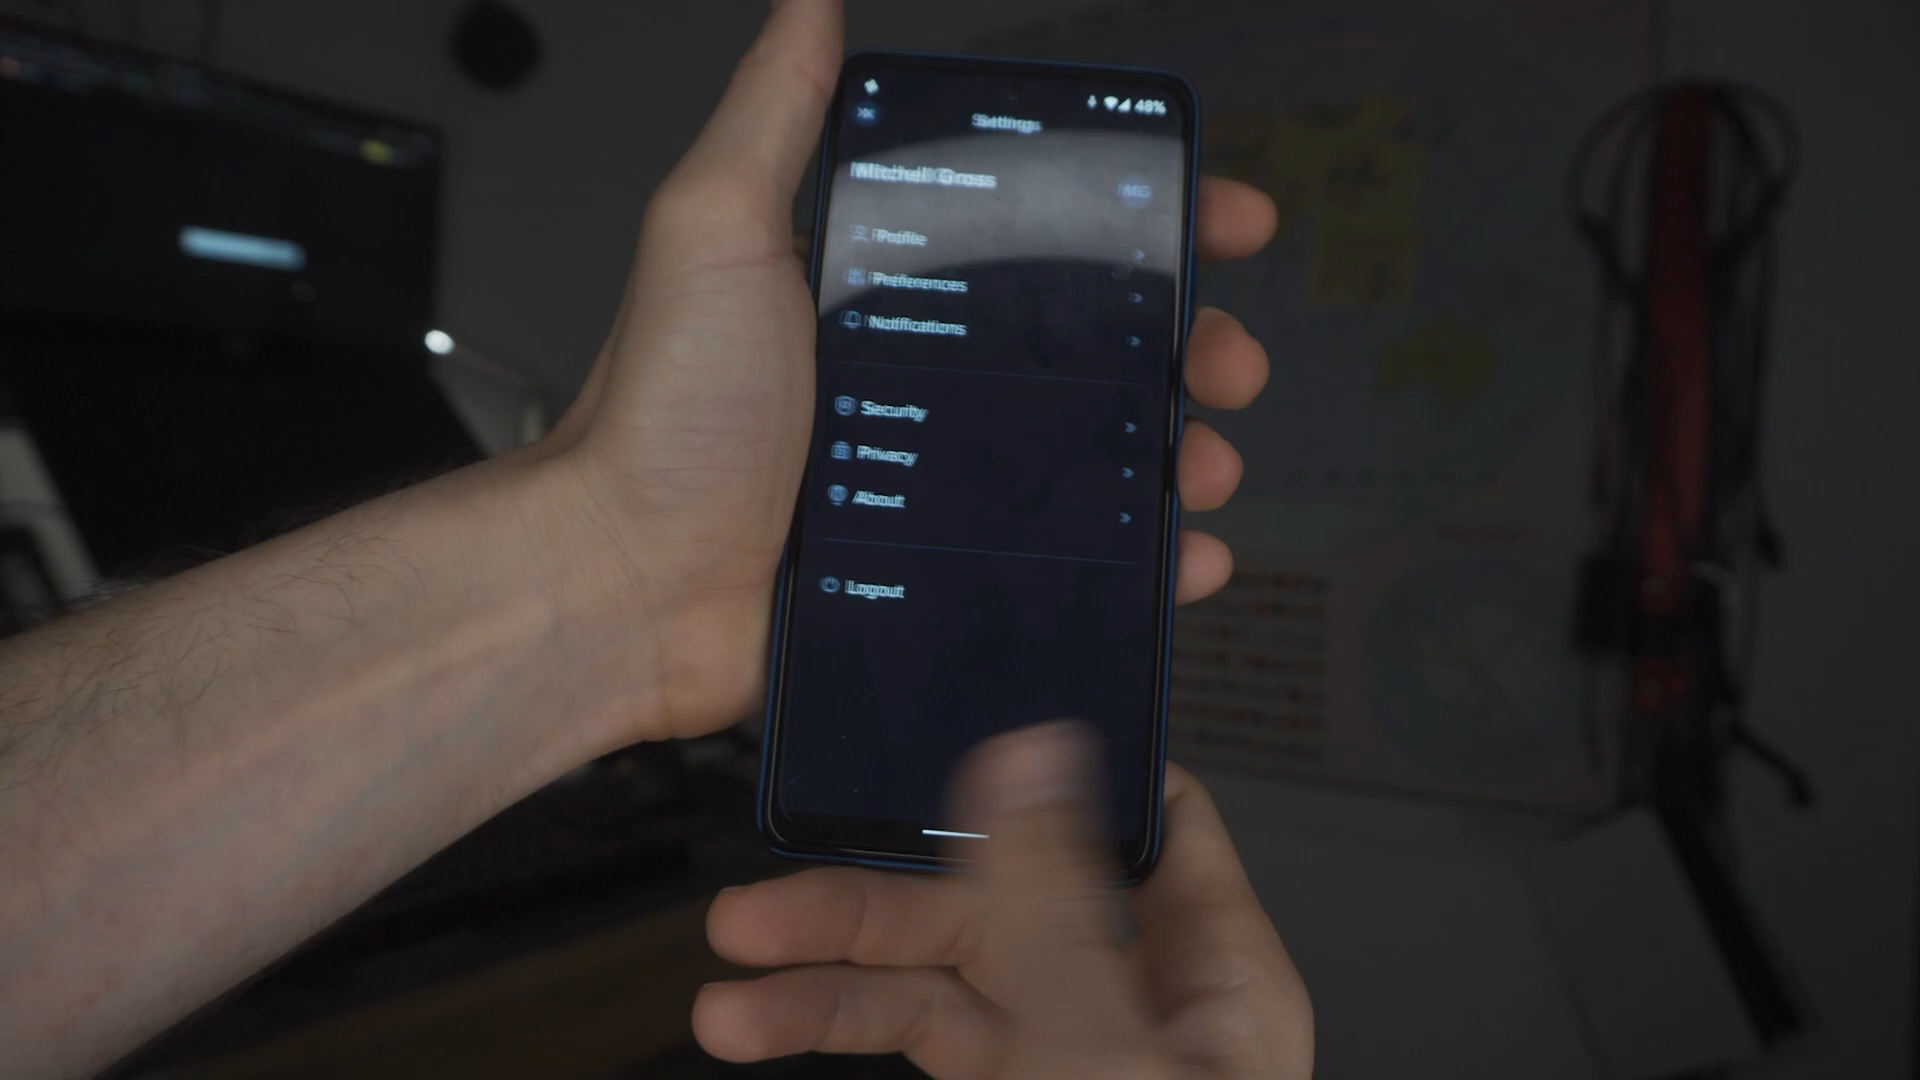 48%
Settings
Mitchell Gross
MG
Profile
Preferences
Notifications
Security
Privacy
About
Logout